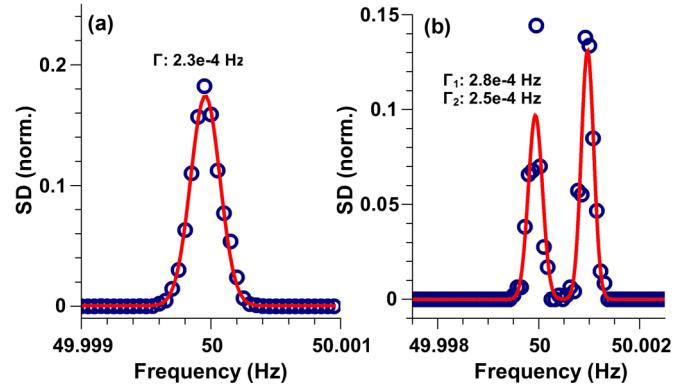 (a)
Γ: 2.3e-4 Hz
SD (norm.)
0.2
0.1
0
49.999
50
50.001
Frequency (Hz)
(b)
Γ1: 2.8e-4 Hz
Γ2: 2.5e-4 Hz
SD (norm.)
0.15
0.1
0.05
0
49.998
50
50.002
Frequency (Hz)